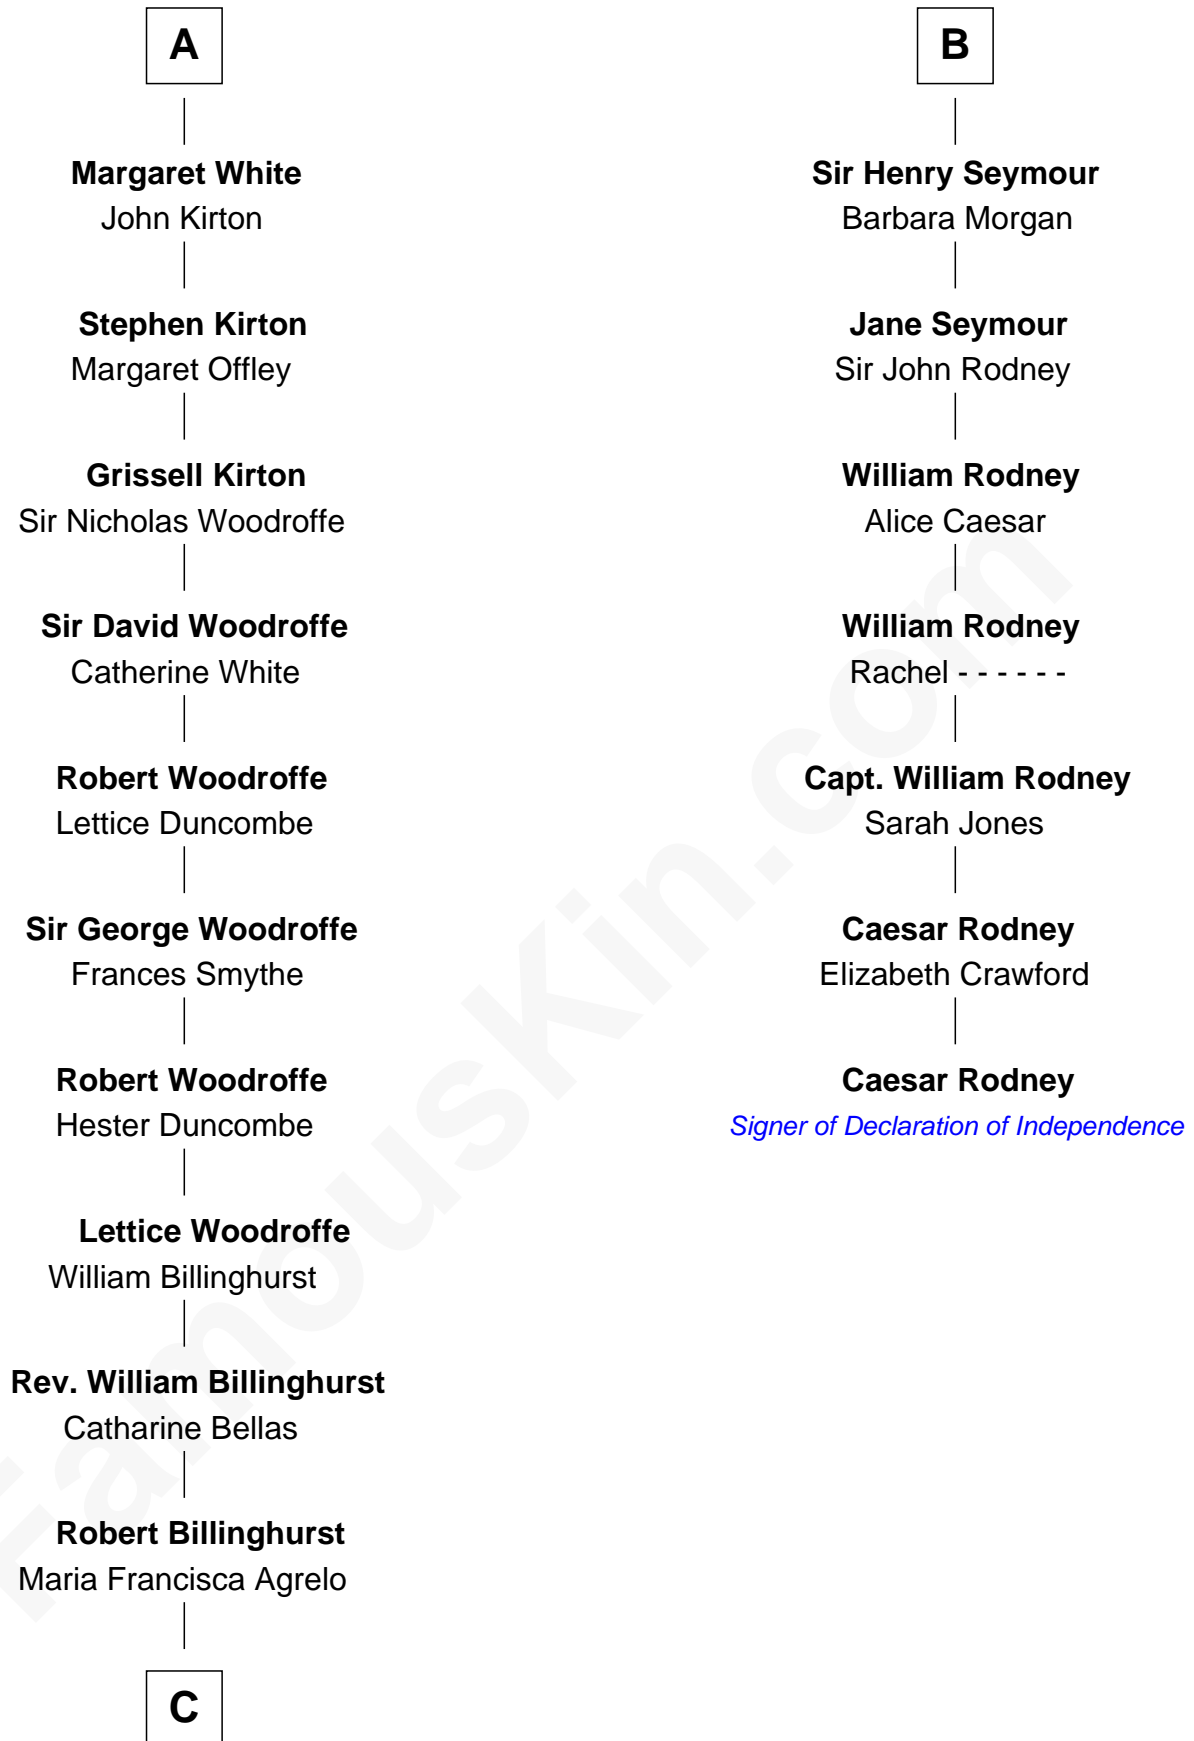 A
Margaret White
John Kirton
Stephen Kirton
Margaret Offley
Grissell Kirton
Sir Nicholas Woodroffe
Sir David Woodroffe
Catherine White
Robert Woodroffe
Lettice Duncombe
Sir George Woodroffe
Frances Smythe
Robert Woodroffe
Hester Duncombe
Lettice Woodroffe
William Billinghurst
Rev. William Billinghurst
Catharine Bellas
Robert Billinghurst
Maria Francisca Agrelo
C
B
Sir Henry Seymour
Barbara Morgan
Jane Seymour
Sir John Rodney
William Rodney
Alice Caesar
William Rodney
Rachel - - - - - -
Capt. William Rodney
Sarah Jones
Caesar Rodney
Elizabeth Crawford
Caesar Rodney
Signer of Declaration of Independence
FamousKin.com